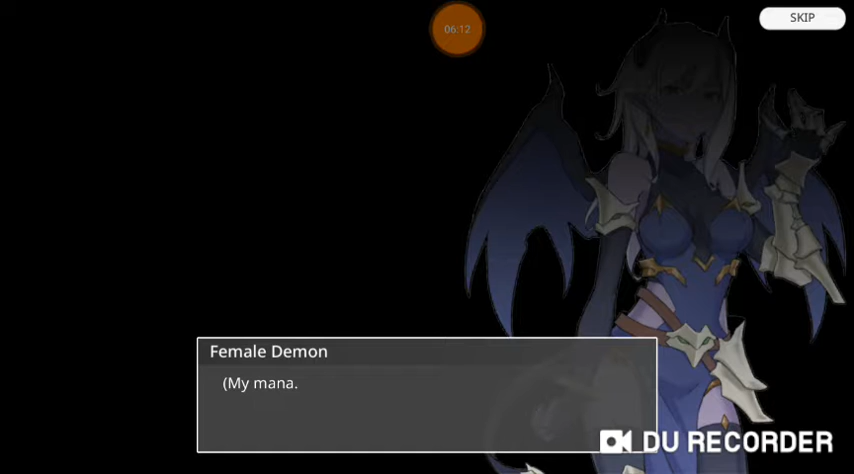 06:12
SKIP
Female Demon
(My mana.
DU RECORDER